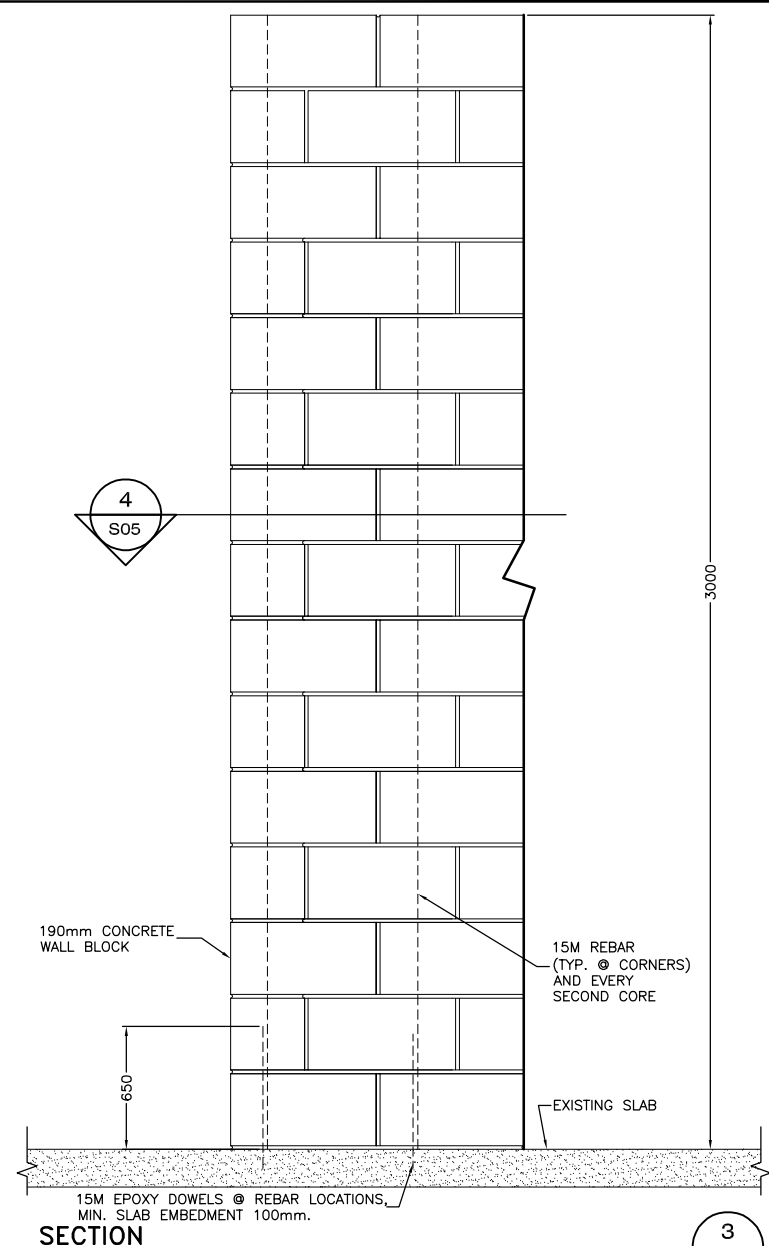 4
S05
3000
190mm CONCRETE
WALL BLOCK
15M REBAR
(TYP. @ CORNERS)
AND EVERY
SECOND CORE
650
EXISTING SLAB
15M EPOXY DOWELS @ REBAR LOCATIONS,
MIN. SLAB EMBEDMENT 100mm.
SECTION
3